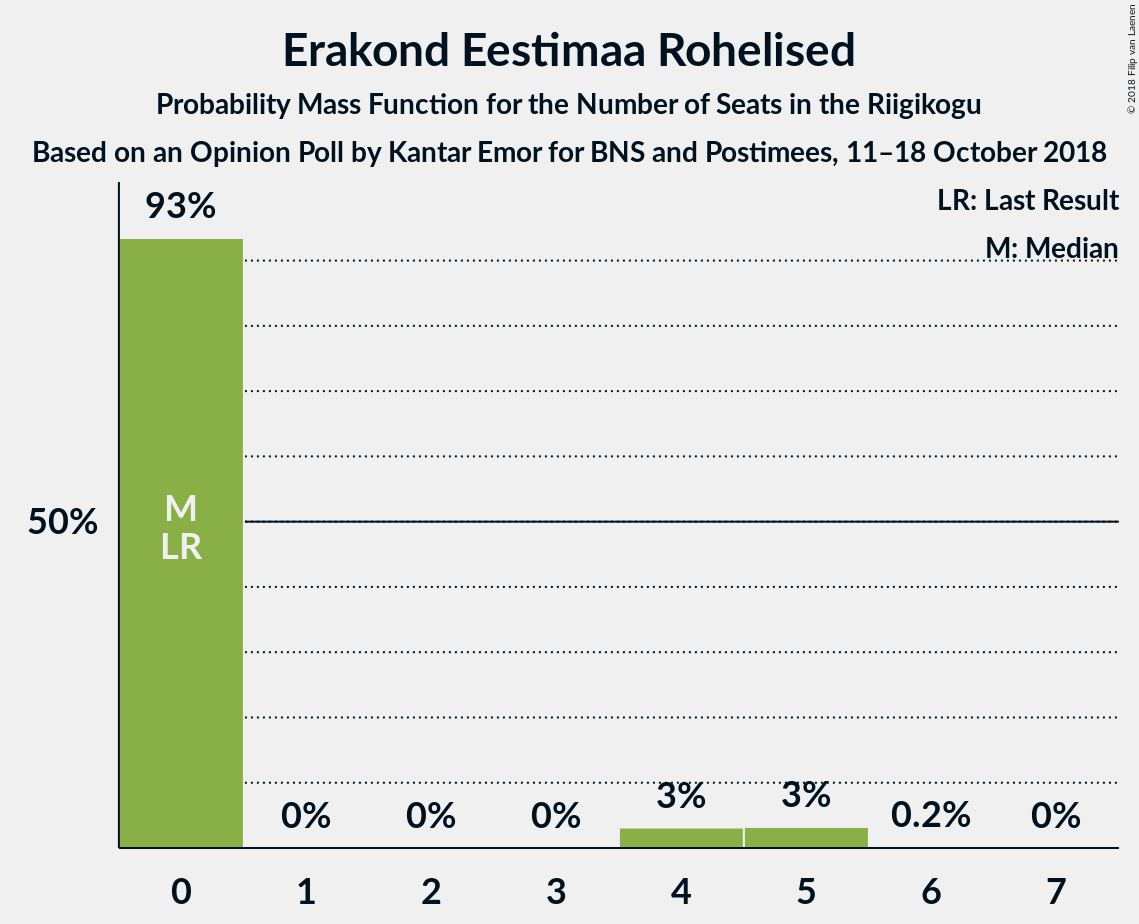 Erakond Eestimaa Rohelised
Probability Mass Function for the Number of Seats in the Riigikogu
Based on an Opinion Poll by Kantar Emor for BNS and Postimees, 11–18 October 2018
© 2018 Filip van Laenen
LR: Last Result
M: Median
93%
50%
M
LR
0%
0%
0%
3%
3%
0.2%
0%
0
1
2
3
4
5
6
7